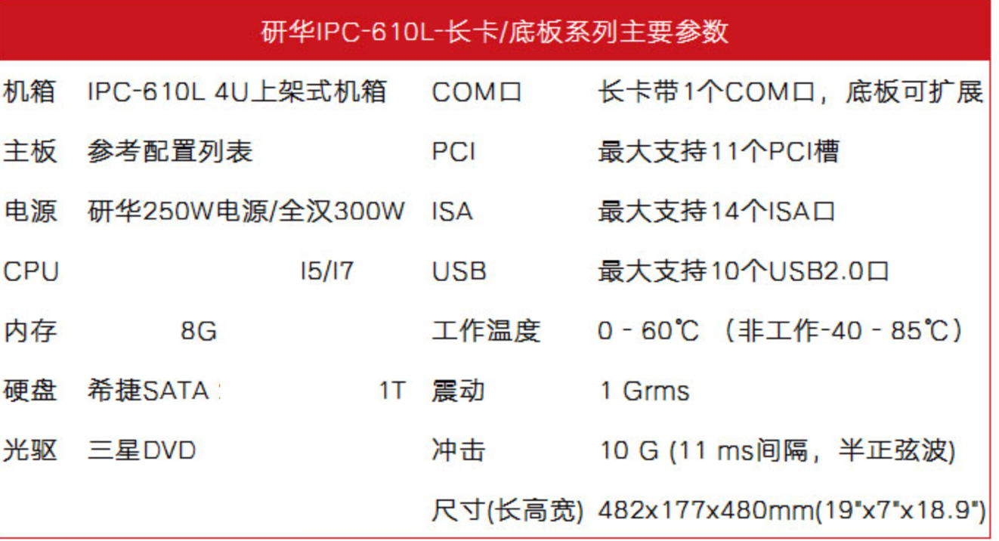 研华IPC-610L-长卡/底板系列主要参数
机箱 IPC-610L 4U上架式机箱 COM口 长卡带1个COM口，底板可扩展
主板 参考配置列表 PCI 最大支持11个PCI槽
电源 研华250W电源/全汉300W ISA 最大支持14个ISA口
CPU I5/I7 USB 最大支持10个USB2.0口
内存 8G 工作温度 0 - 60℃ （非工作-40 - 85℃）
硬盘 希捷SATA 1T 震动 1 Grms
光驱 三星DVD 冲击 10 G (11 ms间隔，半正弦波)
尺寸(长高宽) 482x177x480mm(19"x7"x18.9")